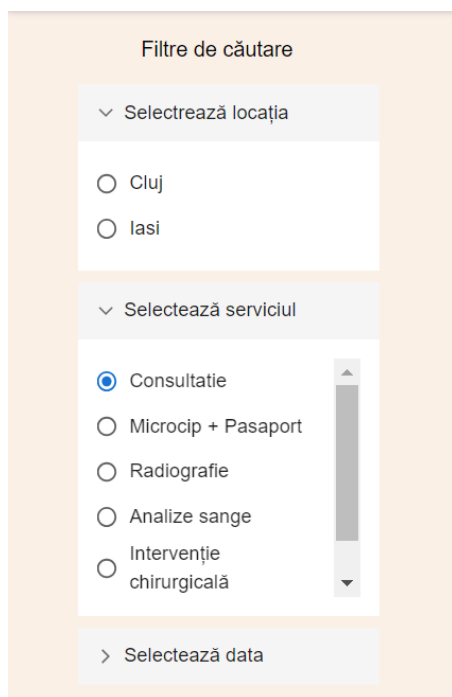 Filtre de căutare
Selectrează locația
Cluj
Iasi
Selectează serviciul
Consultatie
Microcip + Pasaport
Radiografie
Analize sange
Intervenție
chirurgicală
Selectează data